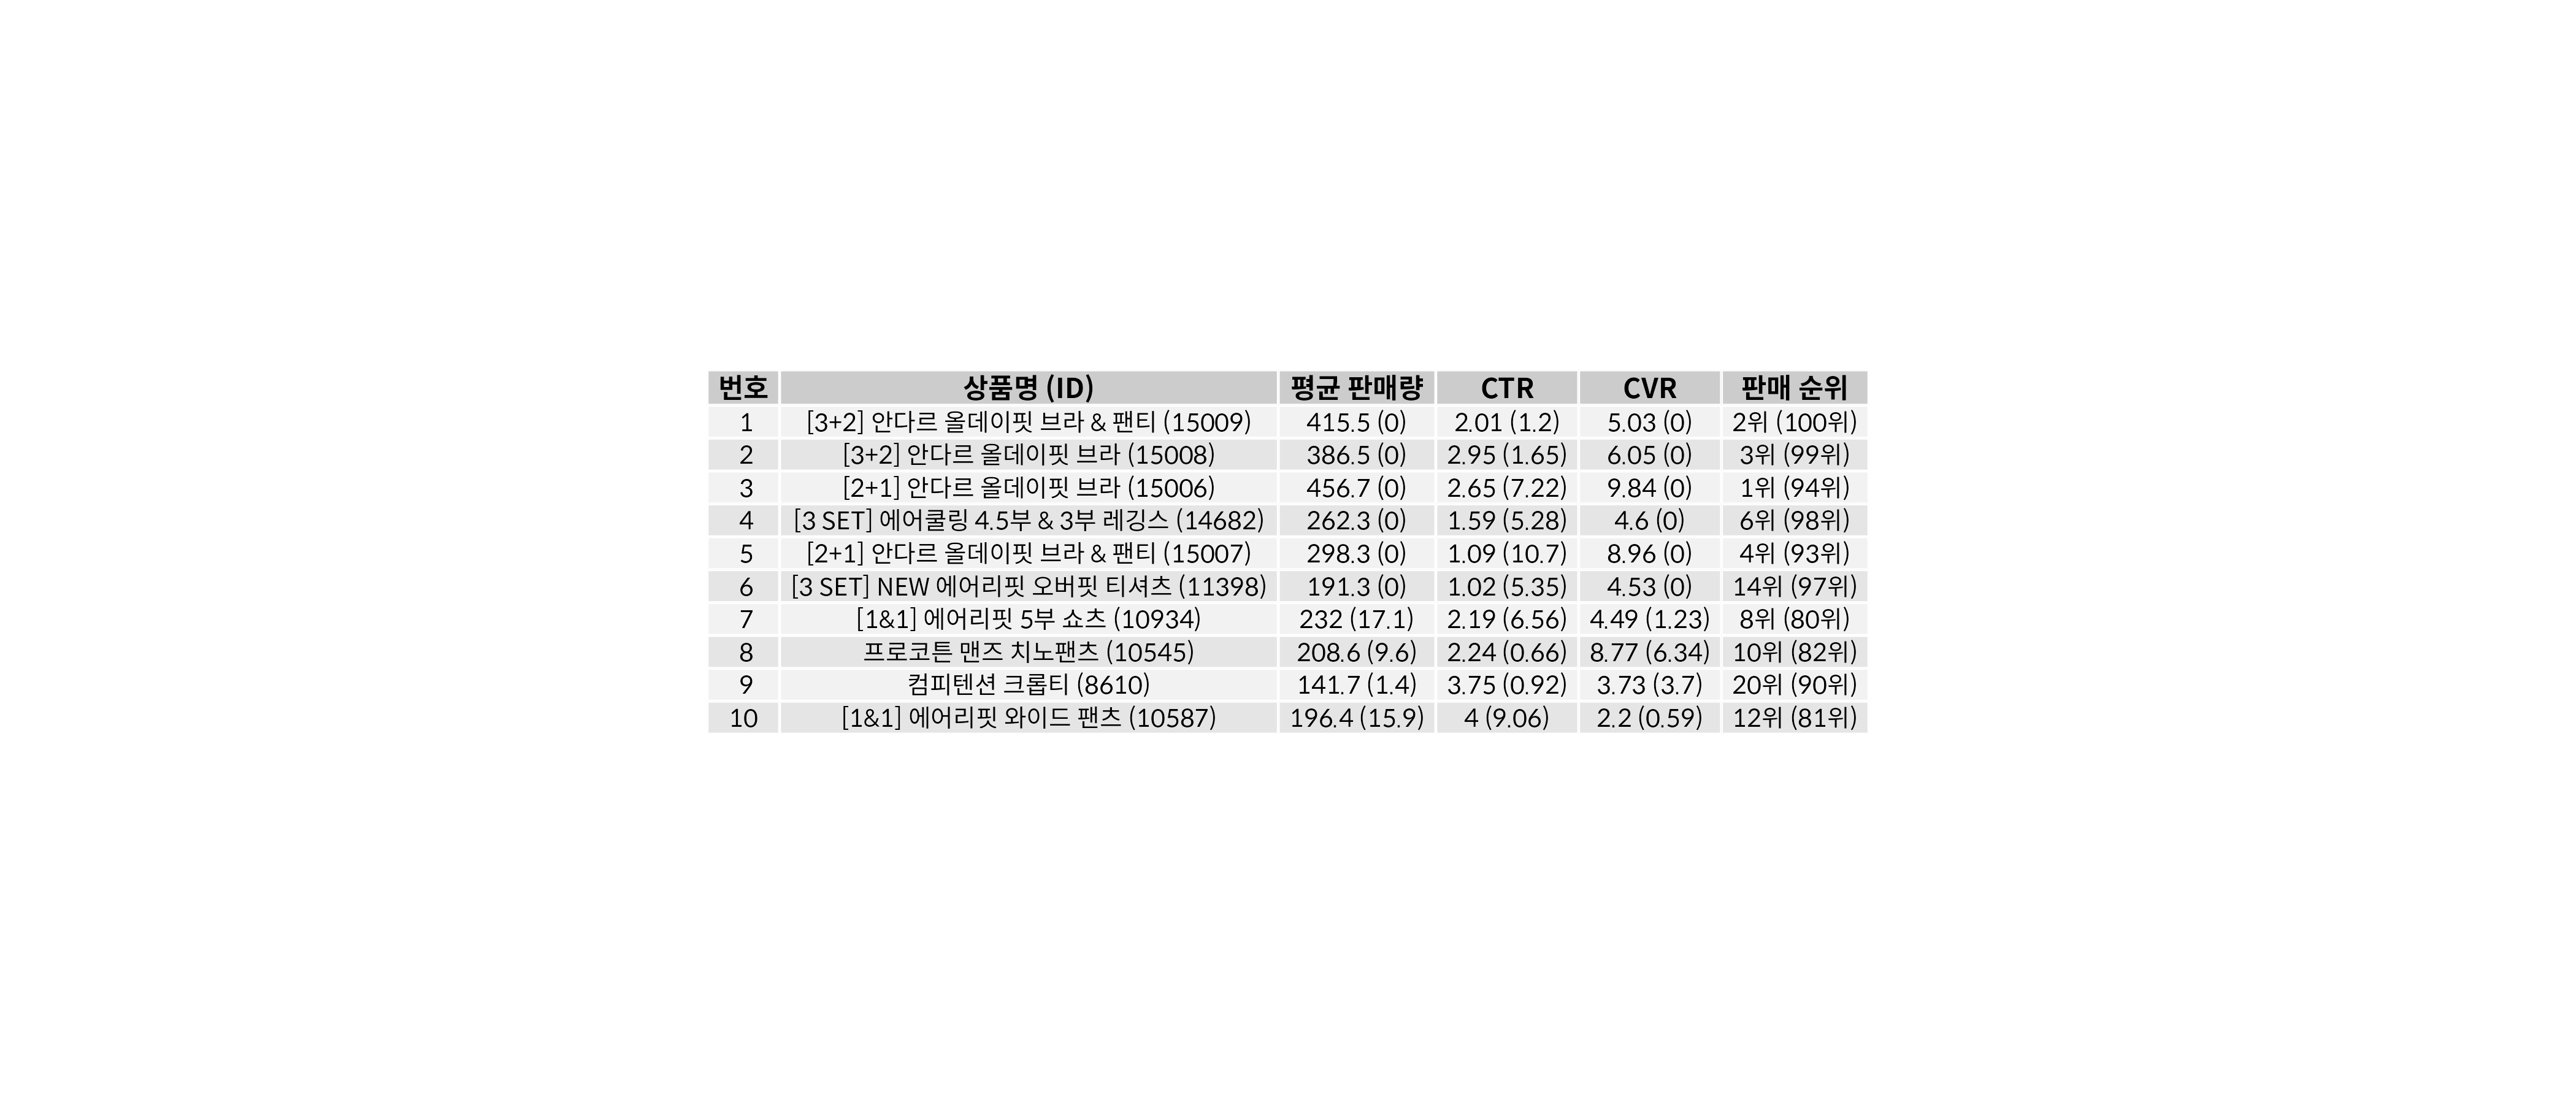 번호 상품명 (ID) 평균 판매량 CTR CVR 판매 순위
1 [3+2] 안다르 올데이핏 브라 & 팬티 (15009) 415.5 (0) 2.01 (1.2) 5.03 (0) 2위 (100위)
2 [3+2] 안다르 올데이핏 브라 (15008) 386.5 (0) 2.95 (1.65) 6.05 (0) 3위 (99위)
3 [2+1] 안다르 올데이핏 브라 (15006) 456.7 (0) 2.65 (7.22) 9.84 (0) 1위 (94위)
4 [3 SET] 에어쿨링 4.5부 & 3부 레깅스 (14682) 262.3 (0) 1.59 (5.28) 4.6 (0) 6위 (98위)
5 [2+1] 안다르 올데이핏 브라 & 팬티 (15007) 298.3 (0) 1.09 (10.7) 8.96 (0) 4위 (93위)
6 [3 SET] NEW 에어리핏 오버핏 티셔츠 (11398) 191.3 (0) 1.02 (5.35) 4.53 (0) 14위 (97위)
7 [1&1] 에어리핏 5부 쇼츠 (10934) 232 (17.1) 2.19 (6.56) 4.49 (1.23) 8위 (80위)
8 프로코튼 맨즈 치노팬츠 (10545) 208.6 (9.6) 2.24 (0.66) 8.77 (6.34) 10위 (82위)
9 컴피텐션 크롭티 (8610) 141.7 (1.4) 3.75 (0.92) 3.73 (3.7) 20위 (90위)
10 [1&1] 에어리핏 와이드 팬츠 (10587) 196.4 (15.9) 4 (9.06) 2.2 (0.59) 12위 (81위)